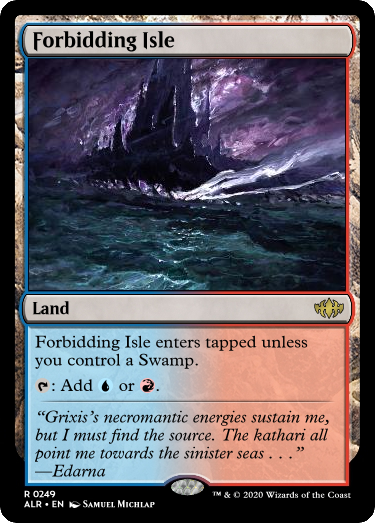 Forbidding Isle
Land
Forbidding Isle enters tapped unless
you control a Swamp.
: Add or .
“Grixis’s necromantic energies sustain me,
but I must find the source. The kathari all
point me towards the sinister seas . . .”
—Edarna
R 0249
ALR • EN Samuel Michlap
™ & © 2020 Wizards of the Coast